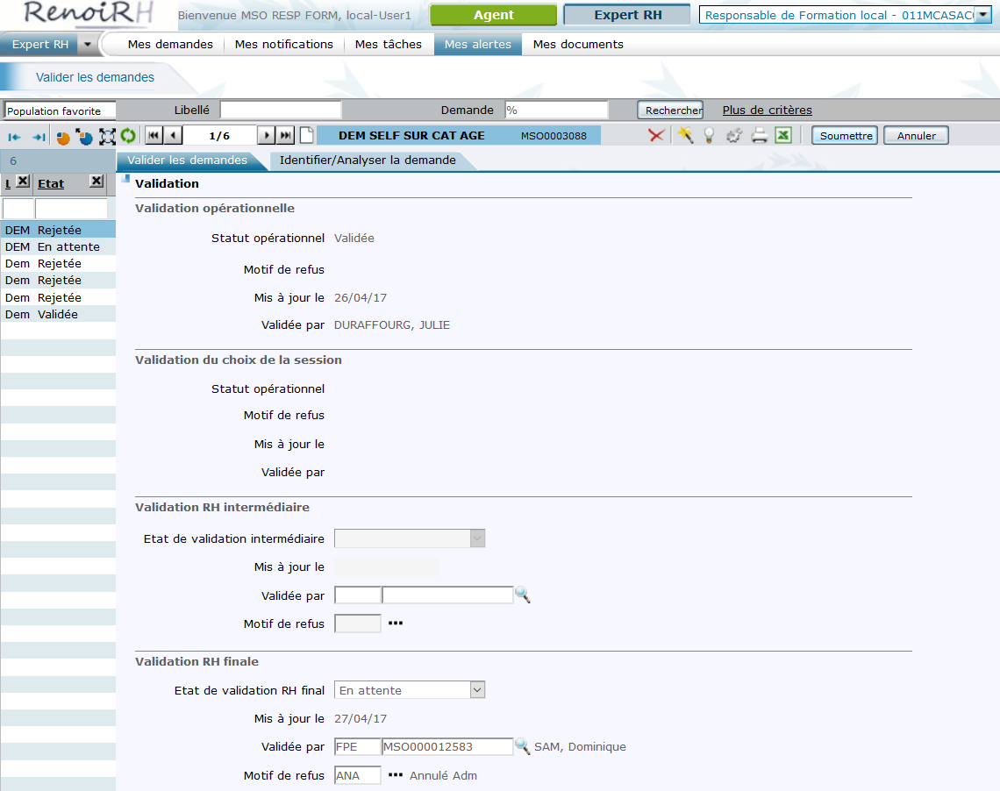 RenoiRH
Bienvenue MSO RESP FORM, local-User1
Agent
Expert RH
Responsable de Formation local - 011MCASAC
Expert RH Mes demandes Mes notifications Mes tâches Mes alertes Mes documents
Valider les demandes
Population favorite Libellé Demande % Rechercher Plus de critères
1/6 DEM SELF SUR CAT AGE MSO0003088 Soumettre Annuler
6 Valider les demandes Identifier/Analyser la demande
L Etat
DEM Rejetée
DEM En attente
Dem Rejetée
Dem Rejetée
Dem Rejetée
Dem Validée
Validation
Validation opérationnelle
Statut opérationnel Validée
Motif de refus
Mis à jour le 26/04/17
Validée par DURAFFOURG, JULIE
Validation du choix de la session
Statut opérationnel
Motif de refus
Mis à jour le
Validée par
Validation RH intermédiaire
Etat de validation intermédiaire
Mis à jour le
Validée par
Motif de refus
Validation RH finale
Etat de validation RH final En attente
Mis à jour le 27/04/17
Validée par FPE MSO000012583 SAM, Dominique
Motif de refus ANA Annulé Adm